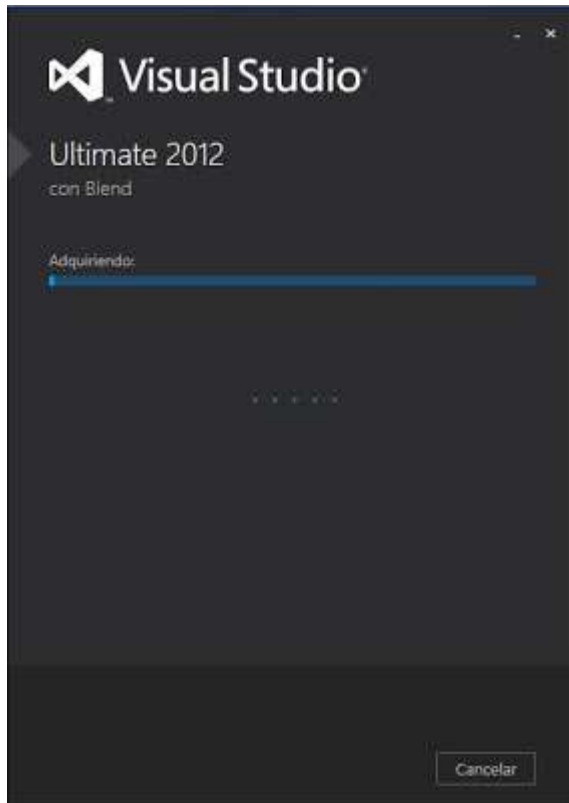 Visual Studio
Ultimate 2012
con Blend
Adquiriendo:
Cancelar